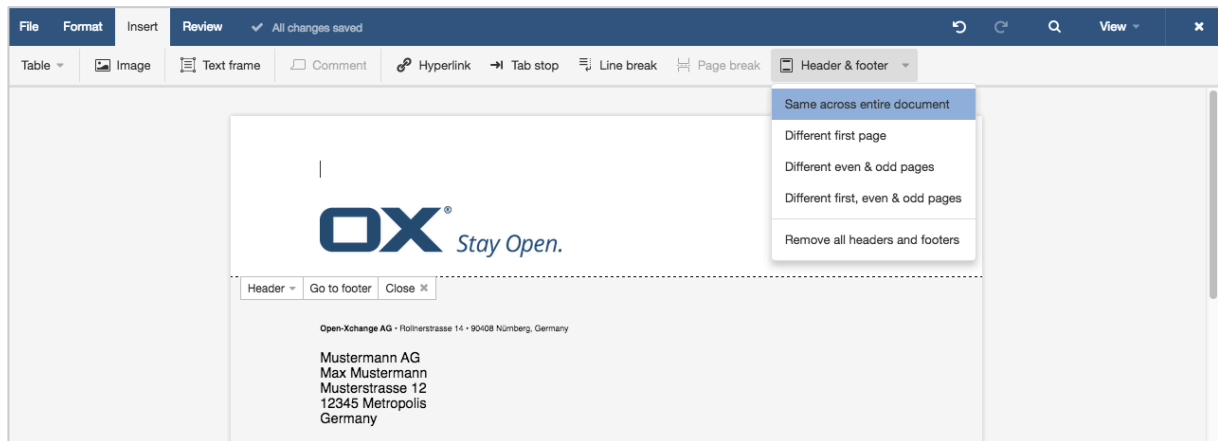 File Format Insert Review All changes saved View
Table Image Text frame Comment Hyperlink Tab stop Line break Page break Header & footer
Same across entire document
Different first page
Different even & odd pages
Different first, even & odd pages
Remove all headers and footers
OX® Stay Open.
Header Go to footer Close
Open-Xchange AG • Rollnerstrasse 14 • 90408 Nürnberg, Germany
Mustermann AG
Max Mustermann
Musterstrasse 12
12345 Metropolis
Germany